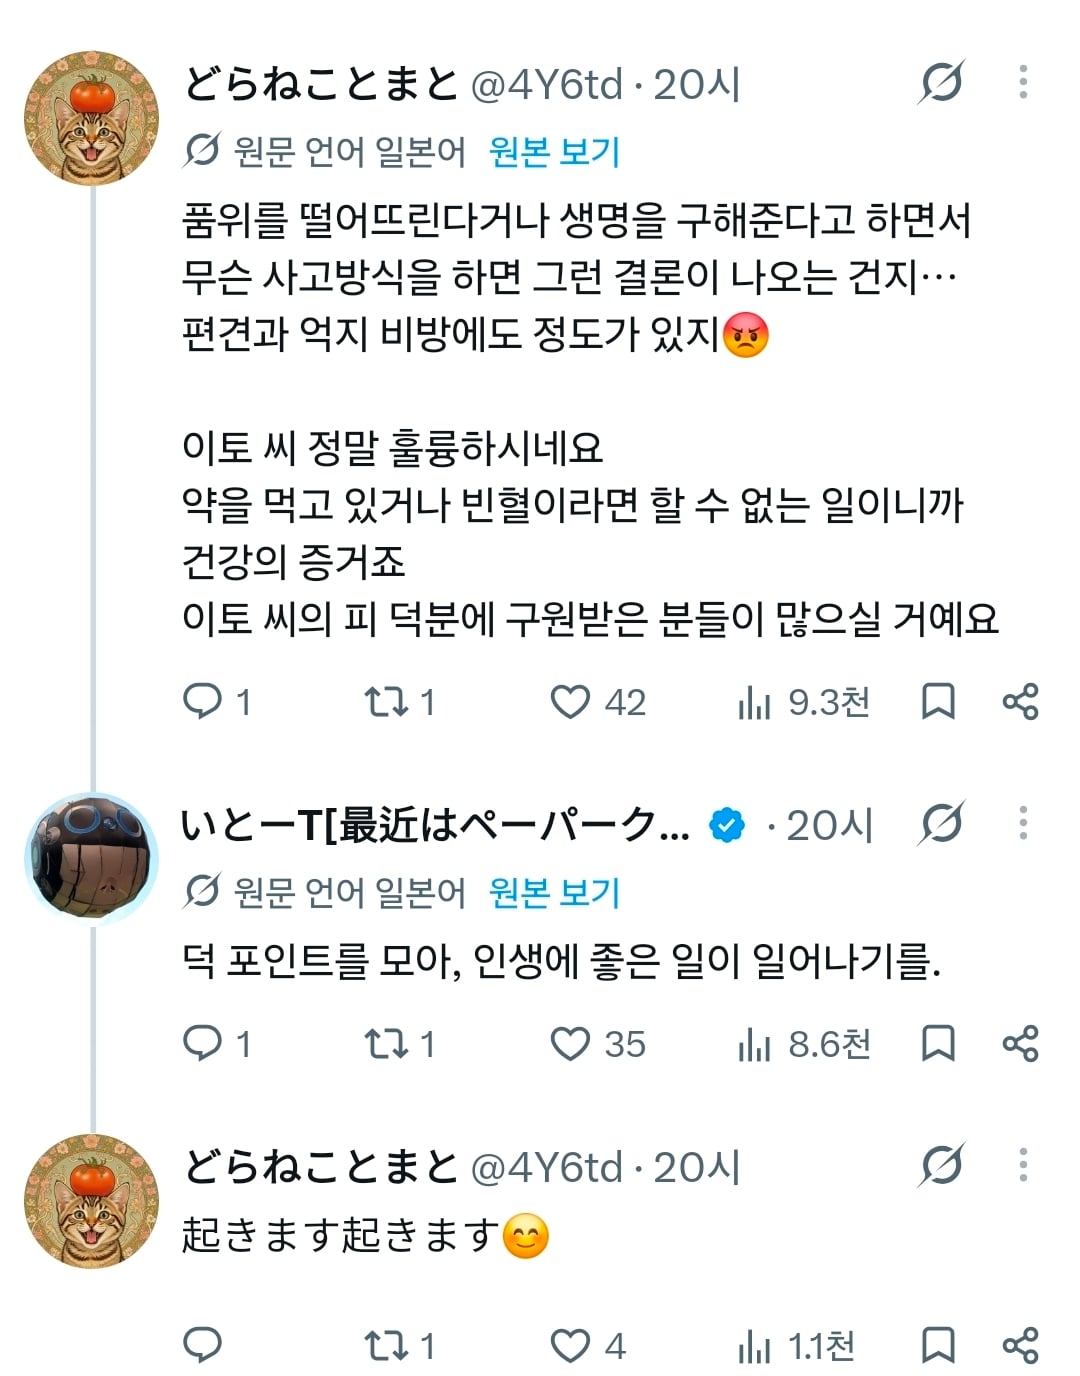 どらねことまと @4Y6td · 20시
원문 언어 일본어 원본 보기
품위를 떨어뜨린다거나 생명을 구해준다고 하면서
무슨 사고방식을 하면 그런 결론이 나오는 건지…
편견과 억지 비방에도 정도가 있지😡
이토 씨 정말 훌륭하시네요
약을 먹고 있거나 빈혈이라면 할 수 없는 일이니까
건강의 증거죠
이토 씨의 피 덕분에 구원받은 분들이 많으실 거예요
1 1 42 9.3천
いとーT[最近はペーパーク... · 20시
원문 언어 일본어 원본 보기
덕 포인트를 모아, 인생에 좋은 일이 일어나기를.
1 1 35 8.6천
どらねことまと @4Y6td · 20시
起きます起きます😊
1 4 1.1천